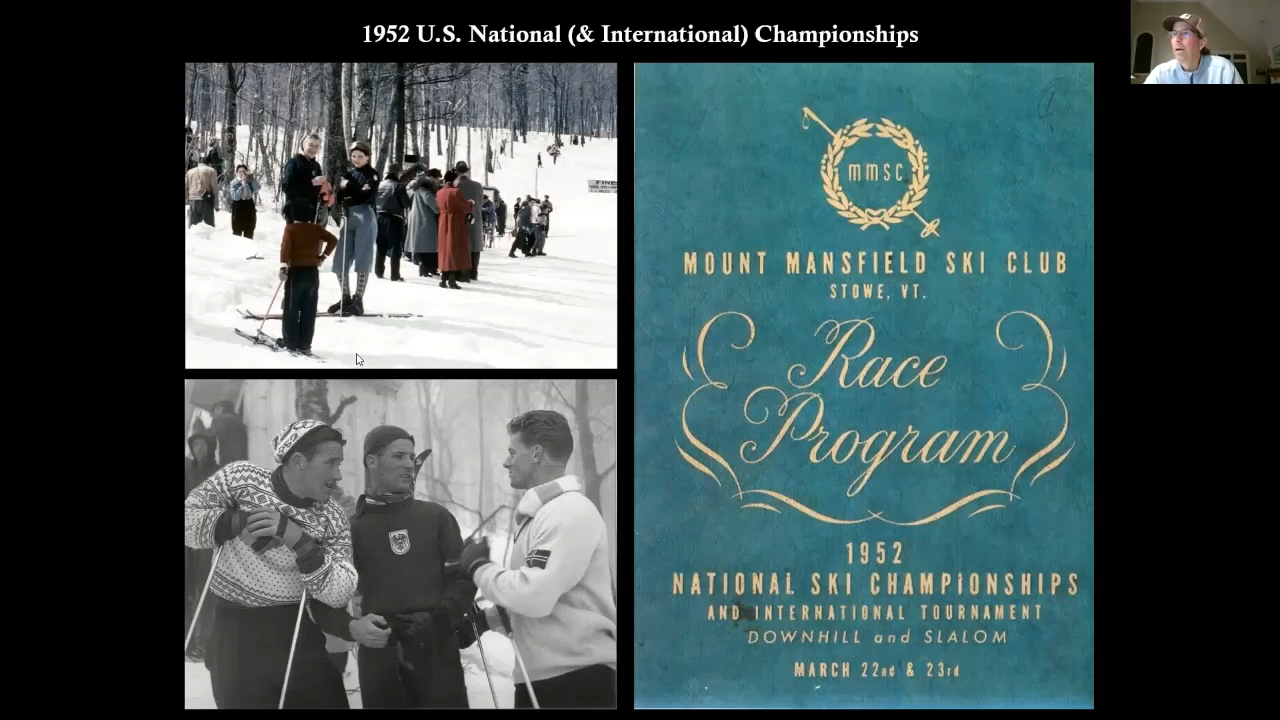 1952 U.S. National (& International) Championships
mmsc
MOUNT MANSFIELD SKI CLUB
STOWE, VT.
Race
Program
1952
NATIONAL SKI CHAMPIONSHIPS
AND INTERNATIONAL TOURNAMENT
DOWNHILL and SLALOM
MARCH 22nd & 23rd